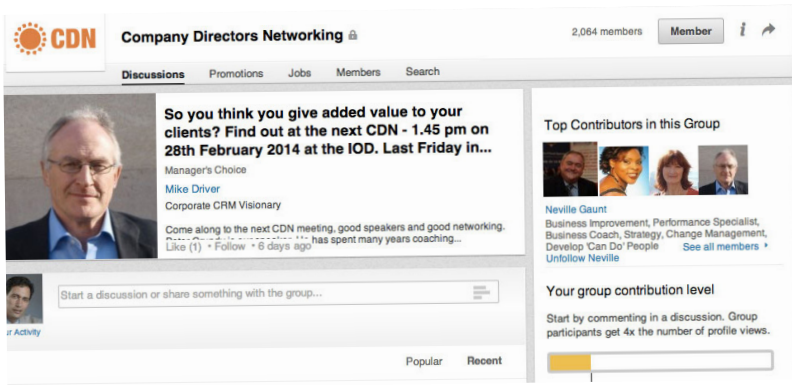 CDN
Company Directors Networking
2,064 members
Member
i
Discussions
Promotions
Jobs
Members
Search
So you think you give added value to your
clients? Find out at the next CDN - 1.45 pm on
28th February 2014 at the IOD. Last Friday in...
Manager's Choice
Mike Driver
Corporate CRM Visionary
Come along to the next CDN meeting, good speakers and good networking.
has spent many years coaching...
Like (1) • Follow • 6 days ago
Start a discussion or share something with the group...
ur Activity
Popular
Recent
Top Contributors in this Group
Neville Gaunt
Business Improvement, Performance Specialist,
Business Coach, Strategy, Change Management,
Develop 'Can Do' People
See all members
Unfollow Neville
Your group contribution level
Start by commenting in a discussion. Group
participants get 4x the number of profile views.